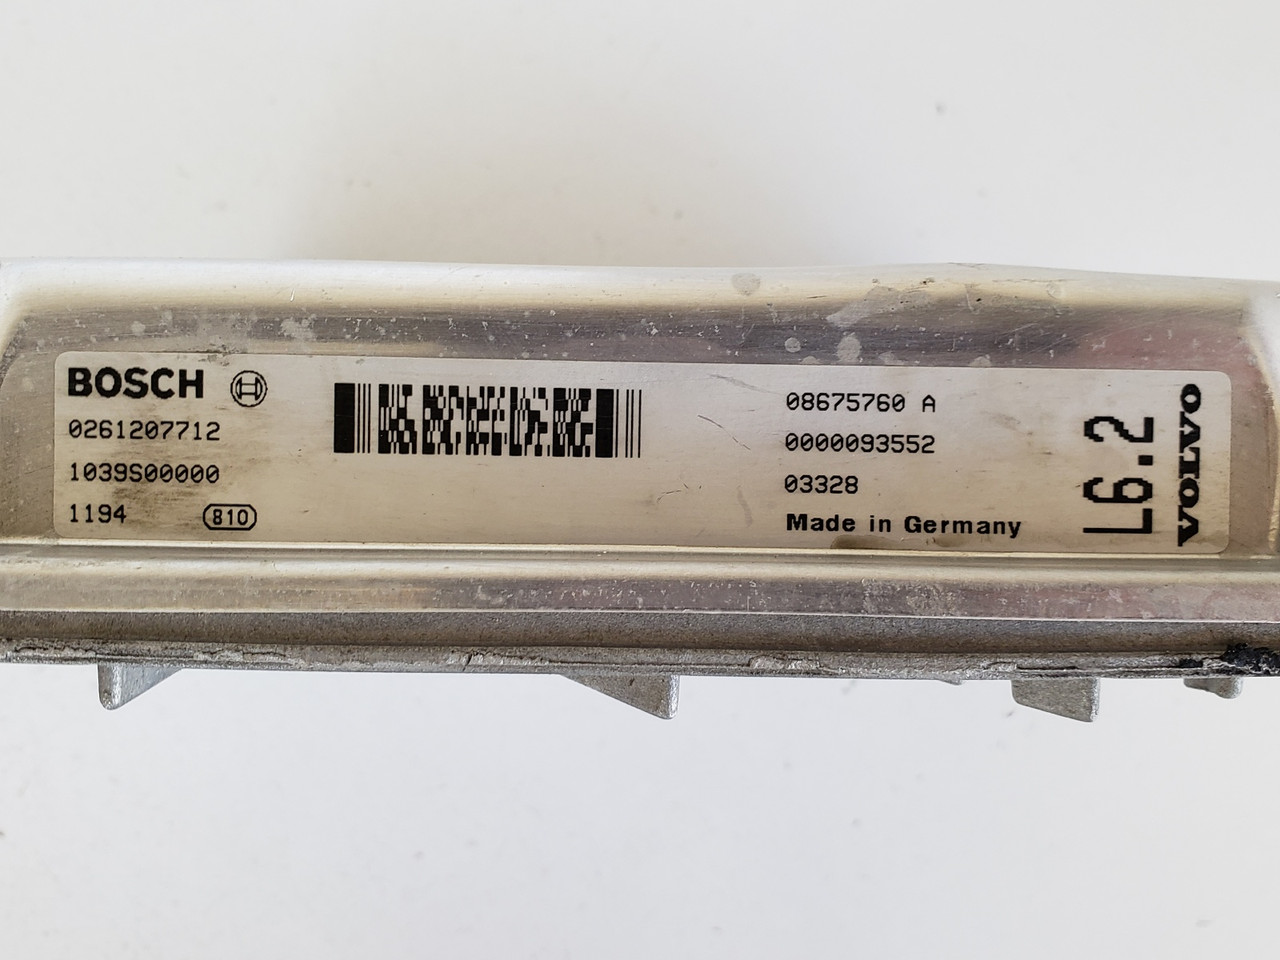 BOSCH
0261207712
1039S00000
1194 810
08675760 A
0000093552
03328
Made in Germany
L6.2
VOLVO